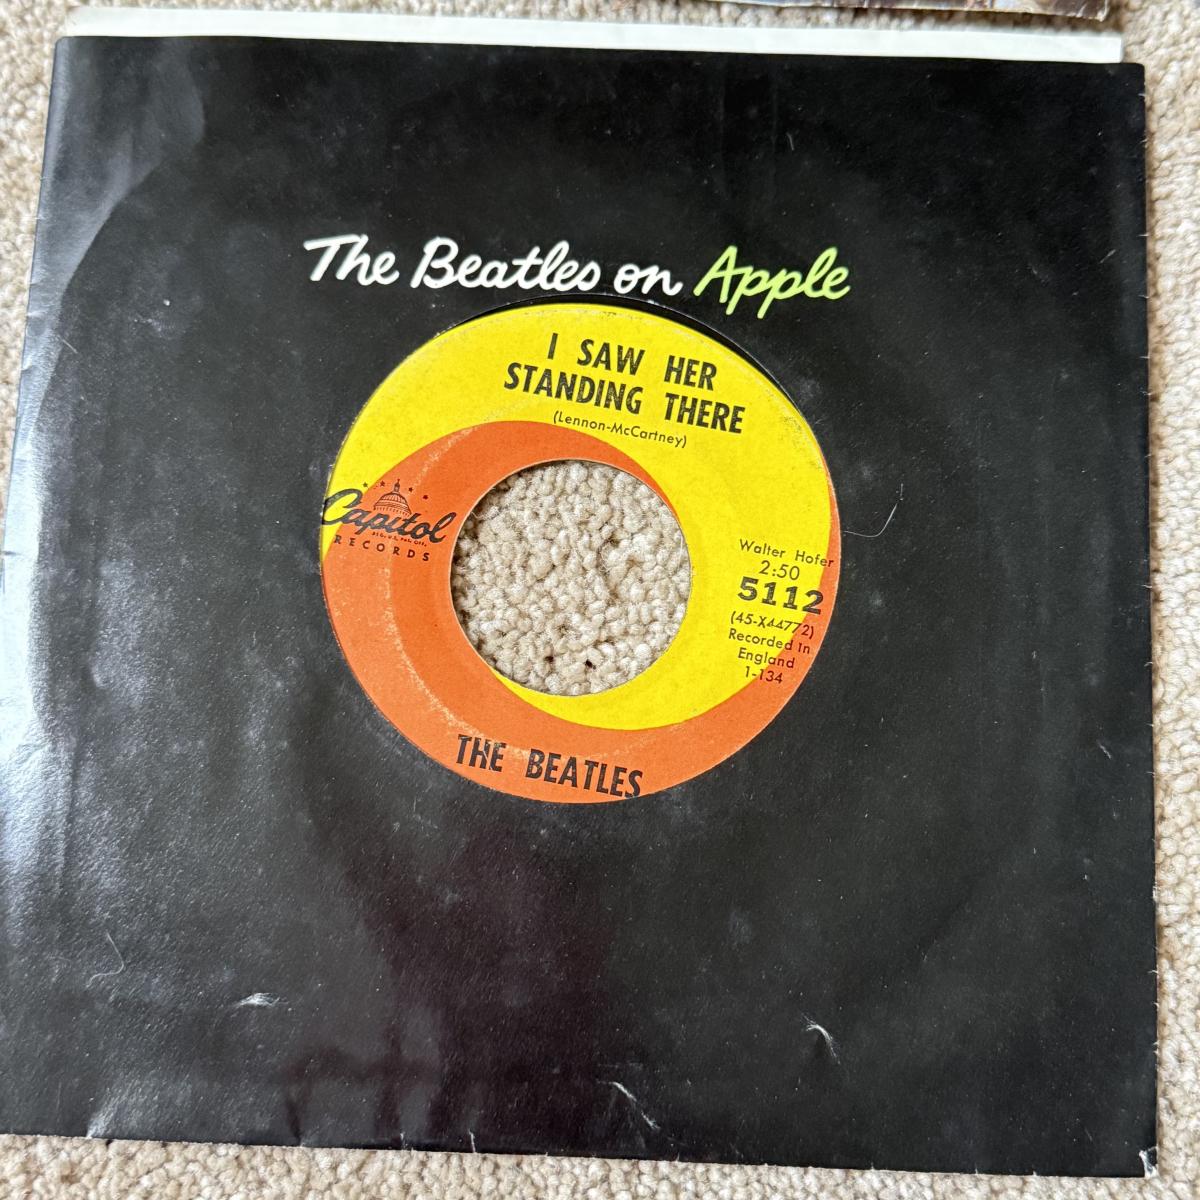 The Beatles on Apple
I SAW HER
STANDING THERE
(Lennon-McCartney)
Capitol
RECORDS
Walter Hofer
2:50
5112
(45-X44772)
Recorded In
England
1-134
THE BEATLES